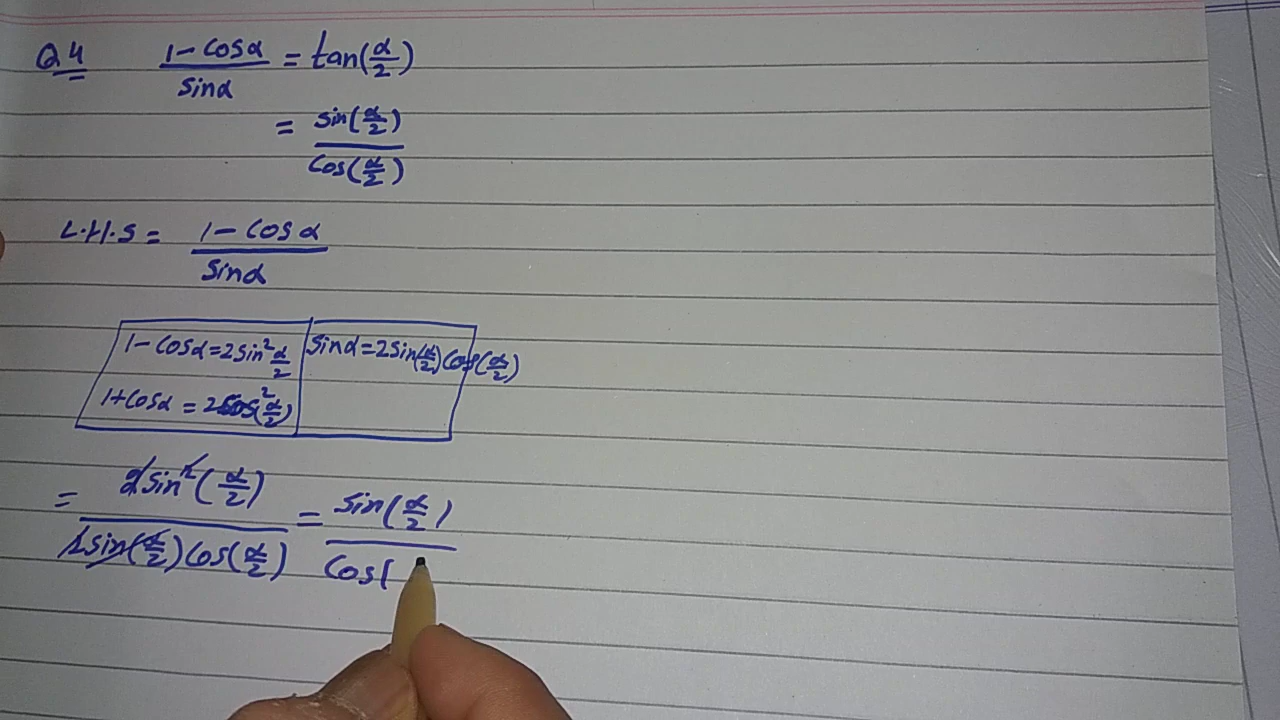 Q4 (1-Cosα)/(Sinα) = tan(α/2)
= (Sin(α/2))/(Cos(α/2))
L.H.S = (1-Cosα)/(Sinα)
1-Cosα=2Sin²α/2 Sinα=2Sin(α/2)Cos(α/2)
1+Cosα=2Cos²(α/2)
= (2Sin²(α/2))/(2Sin(α/2)Cos(α/2)) = (Sin(α/2))/(Cos(